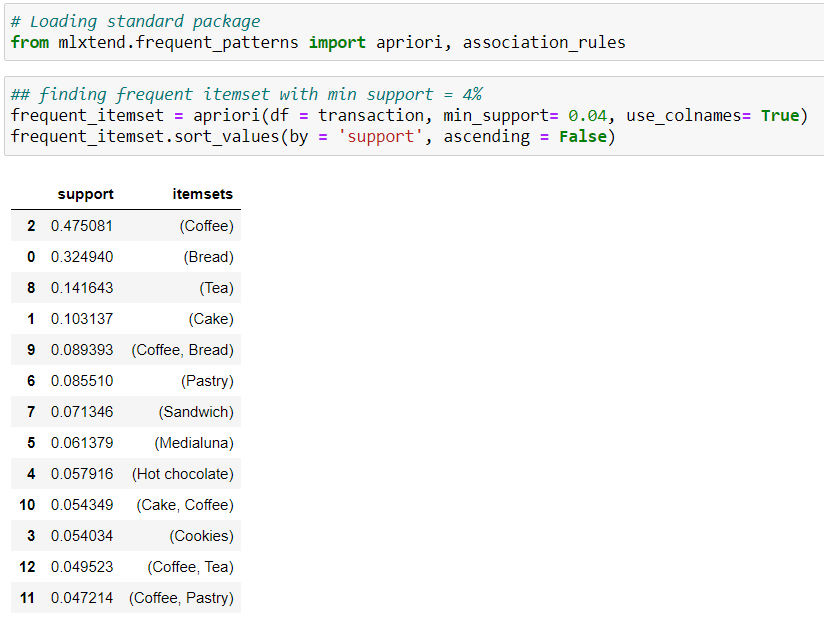 # Loading standard package
from mlxtend.frequent_patterns import apriori, association_rules
## finding frequent itemset with min support = 4%
frequent_itemset = apriori(df = transaction, min_support= 0.04, use_colnames= True)
frequent_itemset.sort_values(by = 'support', ascending = False)
support itemsets
2 0.475081 (Coffee)
0 0.324940 (Bread)
8 0.141643 (Tea)
1 0.103137 (Cake)
9 0.089393 (Coffee, Bread)
6 0.085510 (Pastry)
7 0.071346 (Sandwich)
5 0.061379 (Medialuna)
4 0.057916 (Hot chocolate)
10 0.054349 (Cake, Coffee)
3 0.054034 (Cookies)
12 0.049523 (Coffee, Tea)
11 0.047214 (Coffee, Pastry)